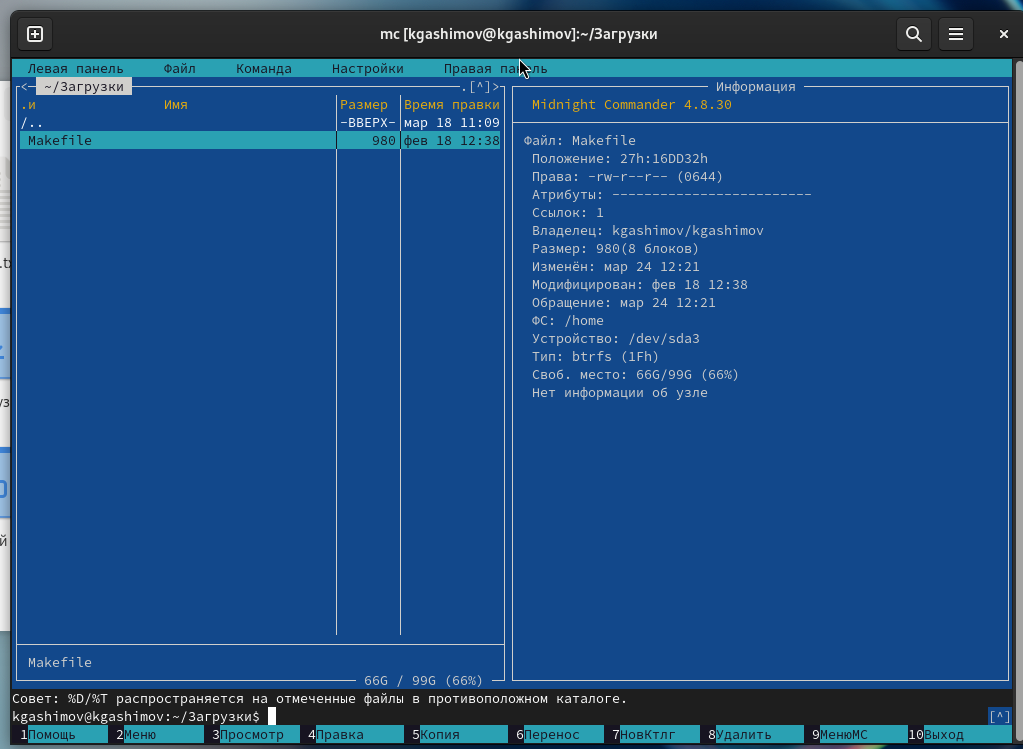 mc [kgashimov@kgashimov]:~/Загрузки
Левая панель Файл Команда Настройки Правая панель
<─ ~/Загрузки .[^]>
.и Имя Размер Время правки
/.. -ВВЕРХ- мар 18 11:09
Makefile 980 фев 18 12:38
Makefile
66G / 99G (66%)
Информация
Midnight Commander 4.8.30
Файл: Makefile
Положение: 27h:16DD32h
Права: -rw-r--r-- (0644)
Атрибуты: -------------------------
Ссылок: 1
Владелец: kgashimov/kgashimov
Размер: 980(8 блоков)
Изменён: мар 24 12:21
Модифицирован: фев 18 12:38
Обращение: мар 24 12:21
ФС: /home
Устройство: /dev/sda3
Тип: btrfs (1Fh)
Своб. место: 66G/99G (66%)
Нет информации об узле
Совет: %D/%T распространяется на отмеченные файлы в противоположном каталоге.
kgashimov@kgashimov:~/Загрузки$ [^]
1Помощь 2Меню 3Просмотр 4Правка 5Копия 6Перенос 7НовКтлг 8Удалить 9МенюMC 10Выход